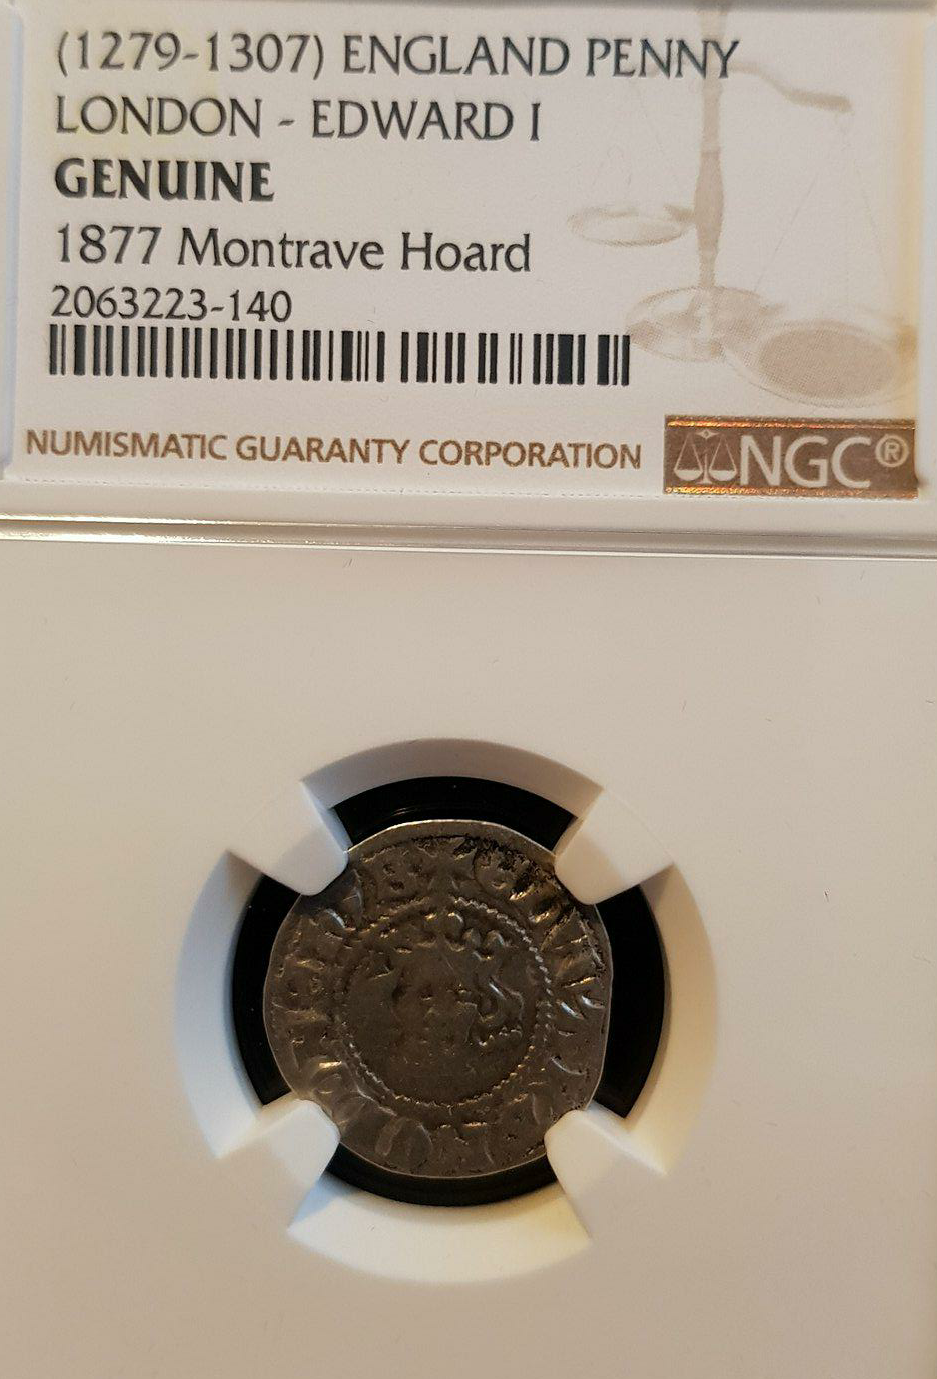 (1279-1307) ENGLAND PENNY
LONDON - EDWARD I
GENUINE
1877 Montrave Hoard
2063223-140
NUMISMATIC GUARANTY CORPORATION
NGC®